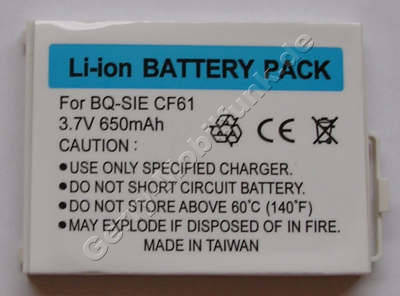 Li-ion BATTERY PACK
For BQ-SIE CF61
3.7V 650mAh
CAUTION :
• USE ONLY SPECIFIED CHARGER.
• DO NOT SHORT CIRCUIT BATTERY
• DO NOT STORE ABOVE 60°C (140°F)
• MAY EXPLODE IF DISPOSED OF IN FIRE
• MADE IN TAIWAN